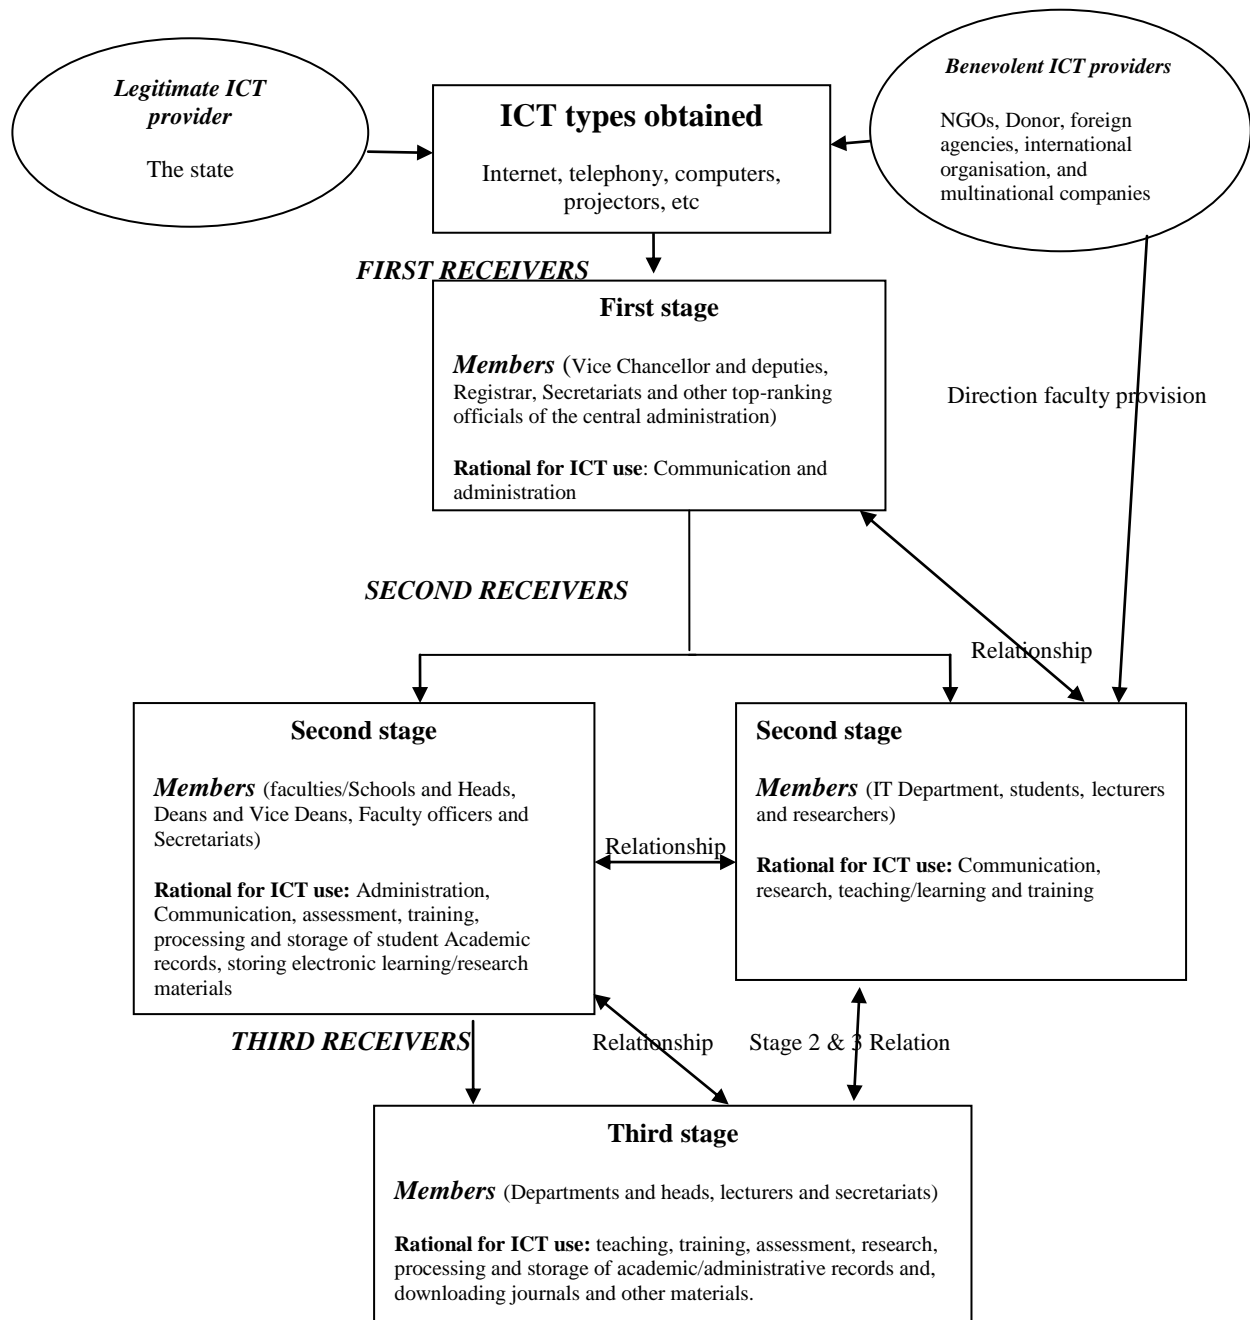 Legitimate ICT
provider
The state
ICT types obtained
Internet, telephony, computers,
projectors, etc
Benevolent ICT providers
NGOs, Donor, foreign
agencies, international
organisation, and
multinational companies
FIRST RECEIVERS
First stage
Members (Vice Chancellor and deputies,
Registrar, Secretariats and other top-ranking
officials of the central administration)
Rational for ICT use: Communication and
administration
Direction faculty provision
SECOND RECEIVERS
Relationship
Second stage
Members (faculties/Schools and Heads,
Deans and Vice Deans, Faculty officers and
Secretariats)
Rational for ICT use: Administration,
Communication, assessment, training,
processing and storage of student Academic
records, storing electronic learning/research
materials
Relationship
Second stage
Members (IT Department, students, lecturers
and researchers)
Rational for ICT use: Communication,
research, teaching/learning and training
THIRD RECEIVERS
Relationship
Stage 2 & 3 Relation
Third stage
Members (Departments and heads, lecturers and secretariats)
Rational for ICT use: teaching, training, assessment, research,
processing and storage of academic/administrative records and,
downloading journals and other materials.